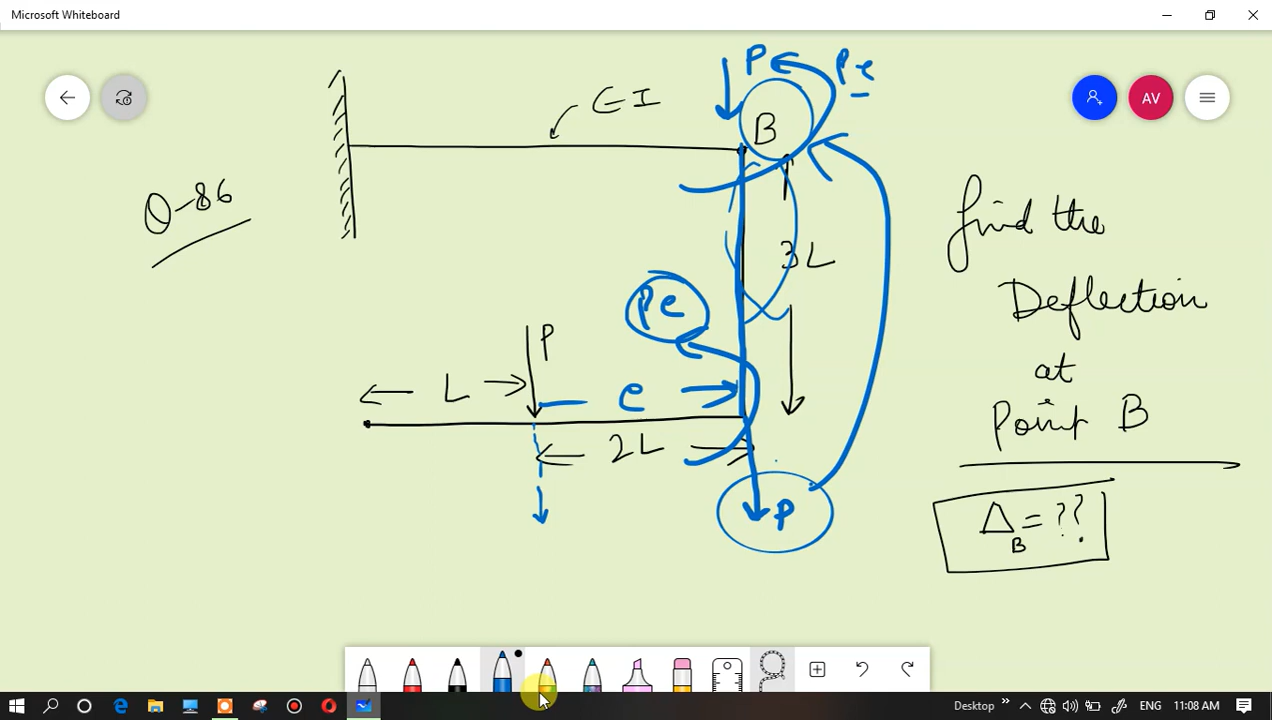 Microsoft Whiteboard
AV
P
Pe
EI
B
Q-86
find the
3L
Deflection
Pe
P
at
L
e
Point B
2L
P
Δ_B = ??
Desktop
ENG
11:08 AM